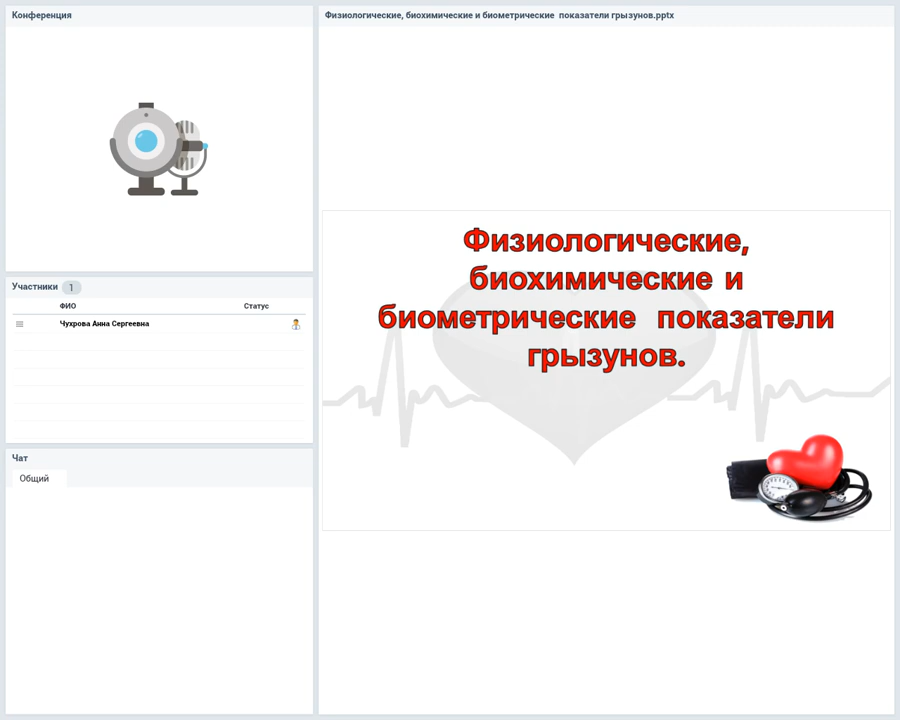 Конференция
Физиологические, биохимические и биометрические показатели грызунов.pptx
Участники 1
ФИО Статус
Чухрова Анна Сергеевна
Чат
Общий
Физиологические,
биохимические и
биометрические показатели
грызунов.